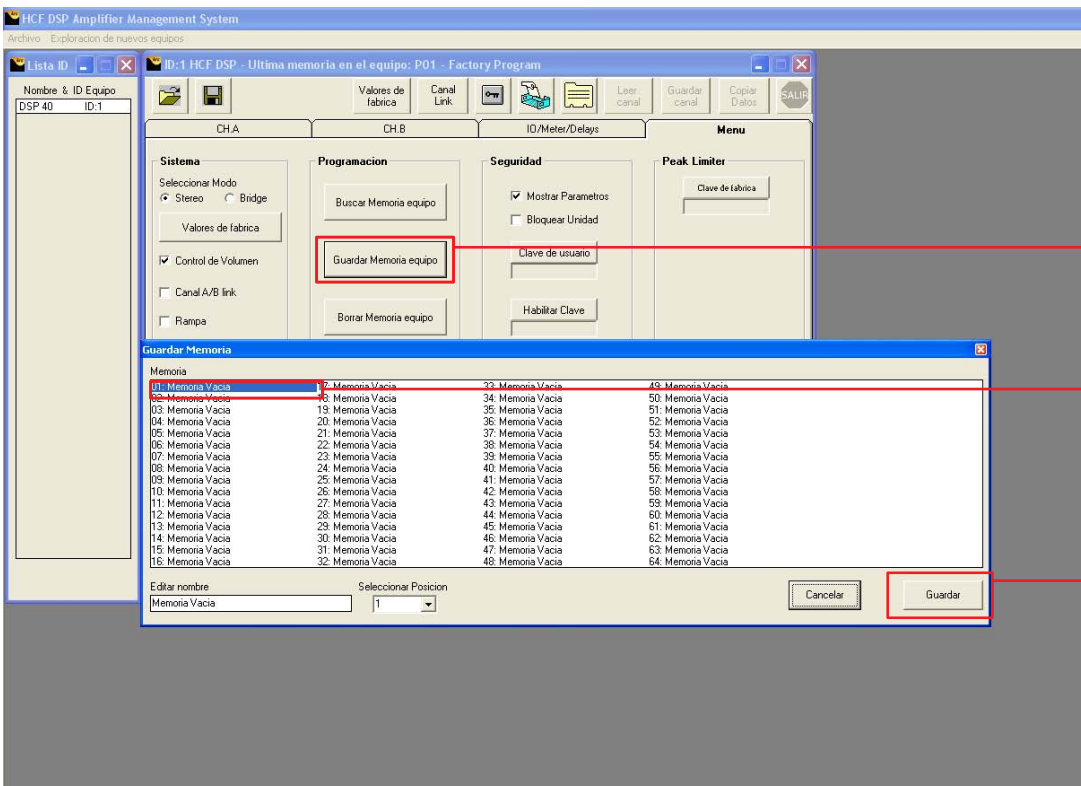 HCF DSP Amplifier Management System
Archivo Exploracion de nuevos equipos
Lista ID
Nombre & ID Equipo
DSP 40 ID:1
ID:1 HCF DSP - Ultima memoria en el equipo: P01 - Factory Program
Valores de fabrica
Canal Link
Leer canal
Guardar canal
Copiar Datos
SALIR
CH.A
CH.B
IO/Meter/Delays
Menu
Sistema
Seleccionar Modo
Stereo Bridge
Valores de fabrica
Control de Volumen
Canal A/B link
Rampa
Programacion
Buscar Memoria equipo
Guardar Memoria equipo
Borrar Memoria equipo
Seguridad
Mostrar Parametros
Bloquear Unidad
Clave de usuario
Habilitar Clave
Peak Limiter
Clave de fabrica
Guardar Memoria
Memoria
01: Memoria Vacia
02: Memoria Vacia
03: Memoria Vacia
04: Memoria Vacia
05: Memoria Vacia
06: Memoria Vacia
07: Memoria Vacia
08: Memoria Vacia
09: Memoria Vacia
10: Memoria Vacia
11: Memoria Vacia
12: Memoria Vacia
13: Memoria Vacia
14: Memoria Vacia
15: Memoria Vacia
16: Memoria Vacia
17: Memoria Vacia
18: Memoria Vacia
19: Memoria Vacia
20: Memoria Vacia
21: Memoria Vacia
22: Memoria Vacia
23: Memoria Vacia
24: Memoria Vacia
25: Memoria Vacia
26: Memoria Vacia
27: Memoria Vacia
28: Memoria Vacia
29: Memoria Vacia
30: Memoria Vacia
31: Memoria Vacia
32: Memoria Vacia
33: Memoria Vacia
34: Memoria Vacia
35: Memoria Vacia
36: Memoria Vacia
37: Memoria Vacia
38: Memoria Vacia
39: Memoria Vacia
40: Memoria Vacia
41: Memoria Vacia
42: Memoria Vacia
43: Memoria Vacia
44: Memoria Vacia
45: Memoria Vacia
46: Memoria Vacia
47: Memoria Vacia
48: Memoria Vacia
49: Memoria Vacia
50: Memoria Vacia
51: Memoria Vacia
52: Memoria Vacia
53: Memoria Vacia
54: Memoria Vacia
55: Memoria Vacia
56: Memoria Vacia
57: Memoria Vacia
58: Memoria Vacia
59: Memoria Vacia
60: Memoria Vacia
61: Memoria Vacia
62: Memoria Vacia
63: Memoria Vacia
64: Memoria Vacia
Editar nombre
Memoria Vacia
Seleccionar Posicion
1
Cancelar
Guardar